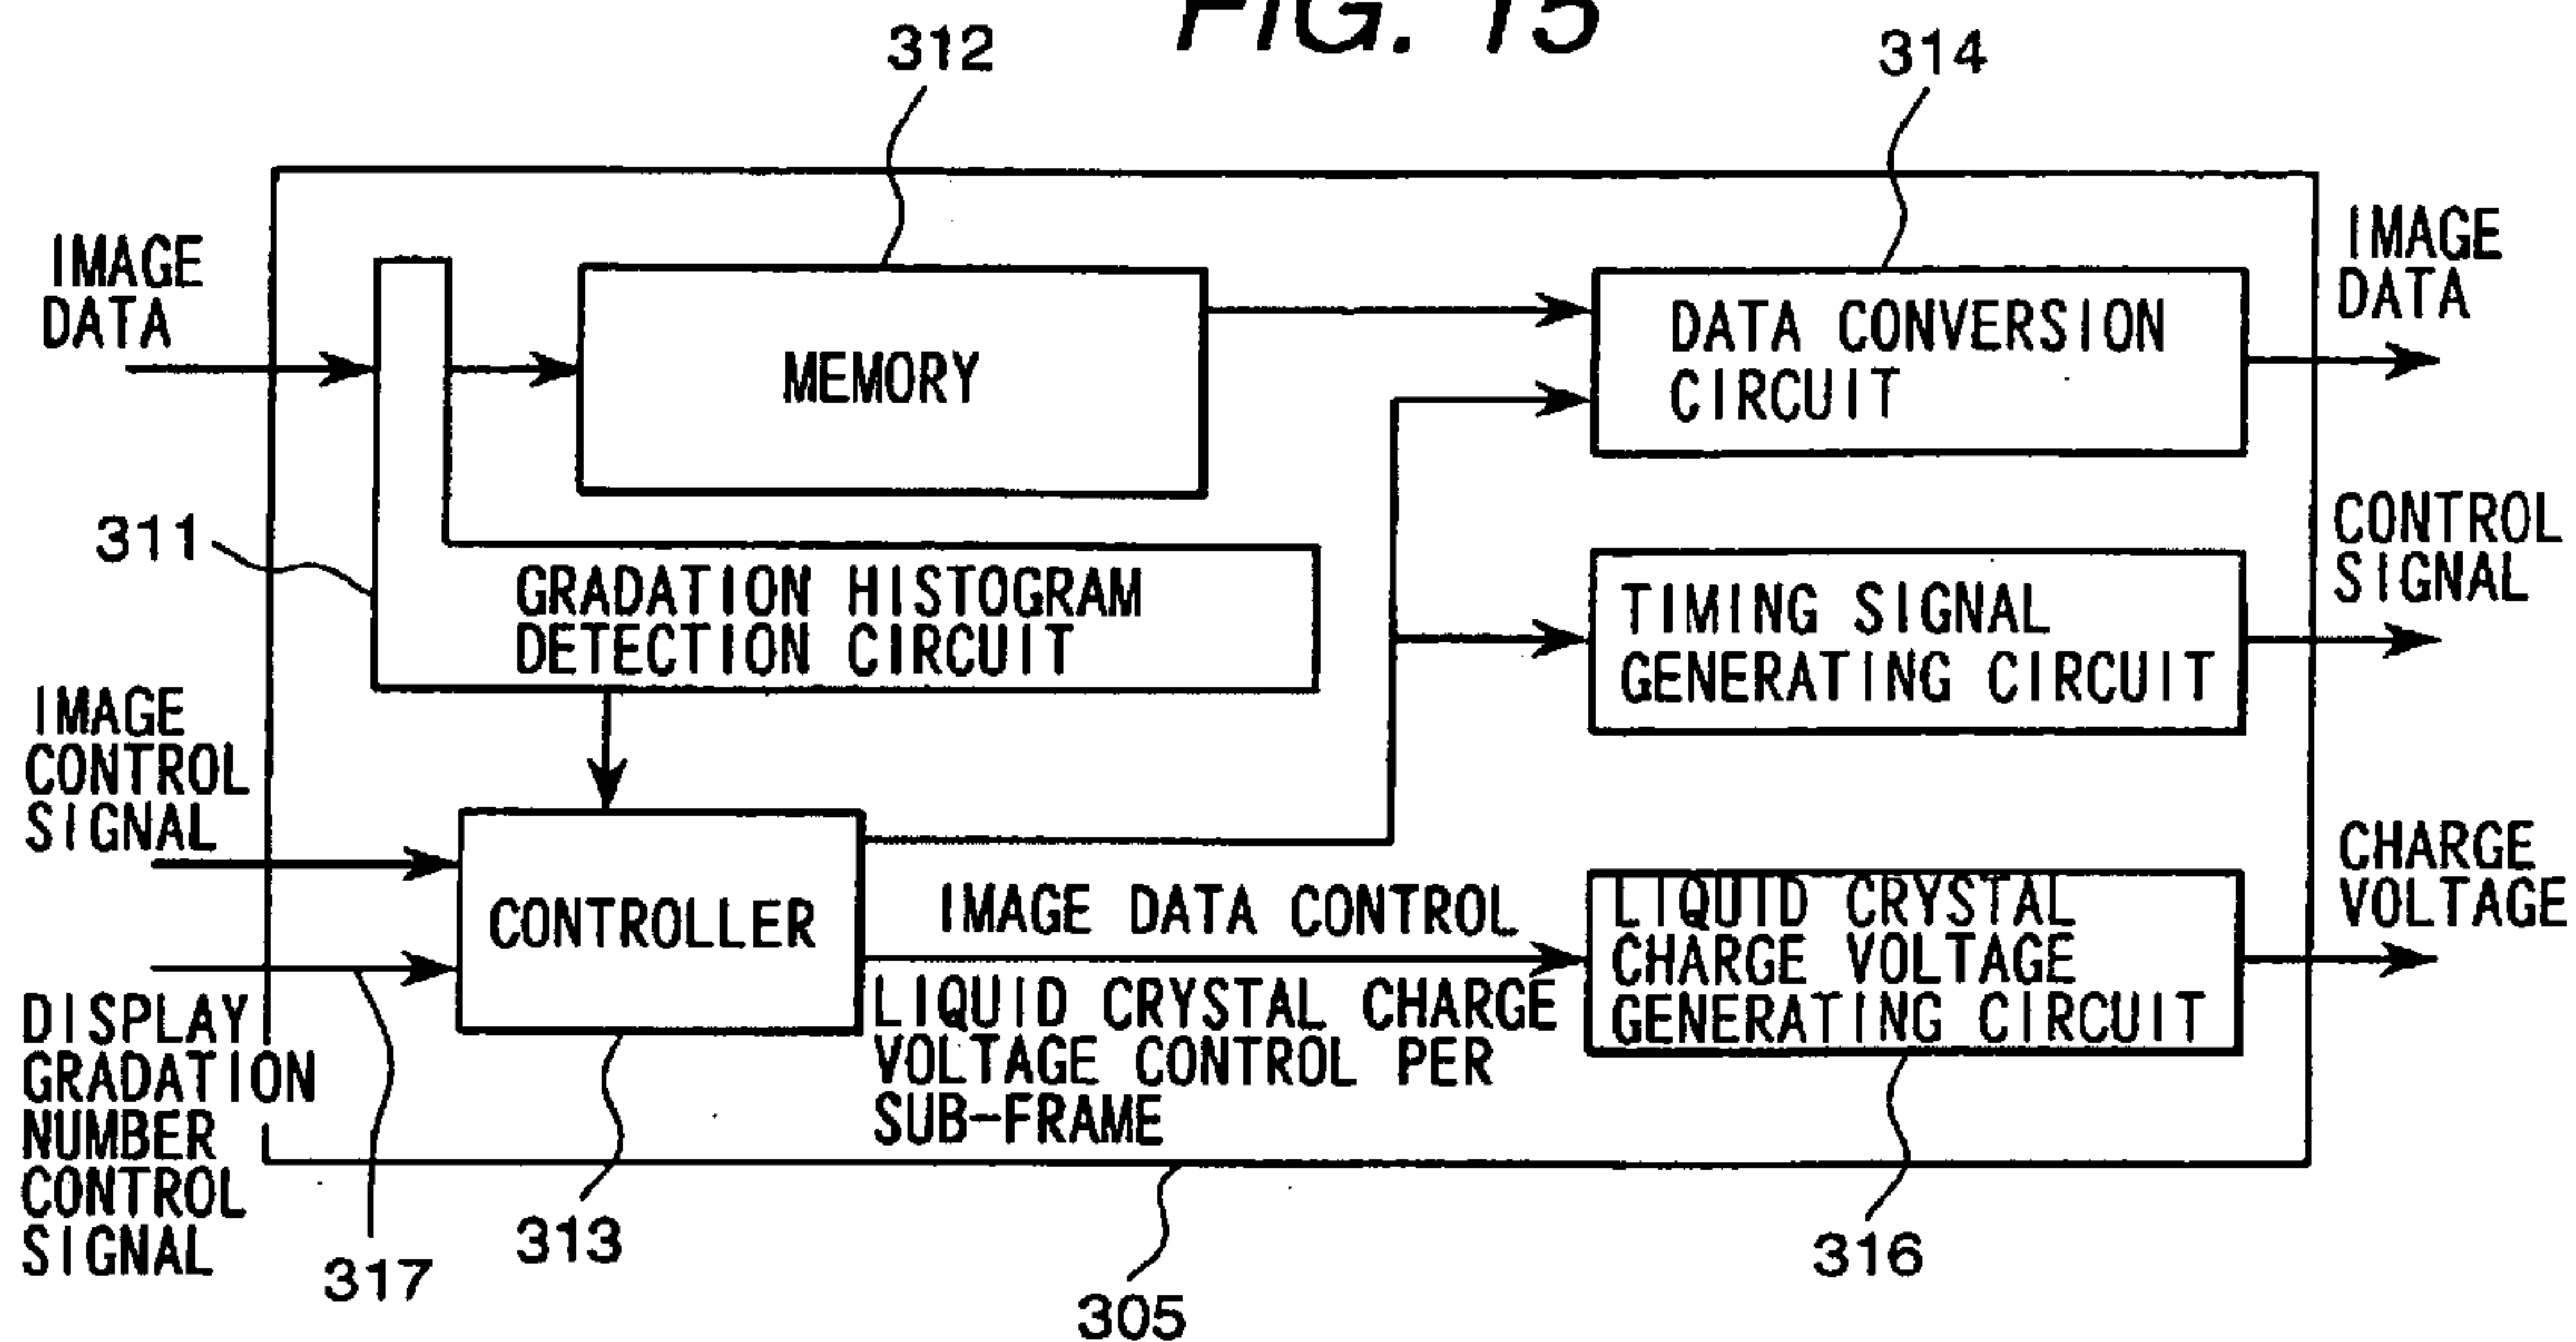 FIG. 15
312
314
IMAGE
DATA
MEMORY
DATA CONVERSION
CIRCUIT
IMAGE
DATA
311
GRADATION HISTOGRAM
DETECTION CIRCUIT
TIMING SIGNAL
GENERATING CIRCUIT
CONTROL
SIGNAL
IMAGE
CONTROL
SIGNAL
CONTROLLER
IMAGE DATA CONTROL
LIQUID CRYSTAL CHARGE
VOLTAGE CONTROL PER
SUB-FRAME
LIQUID CRYSTAL
CHARGE VOLTAGE
GENERATING CIRCUIT
CHARGE
VOLTAGE
DISPLAY
GRADATION
NUMBER
CONTROL
SIGNAL
317
313
305
316